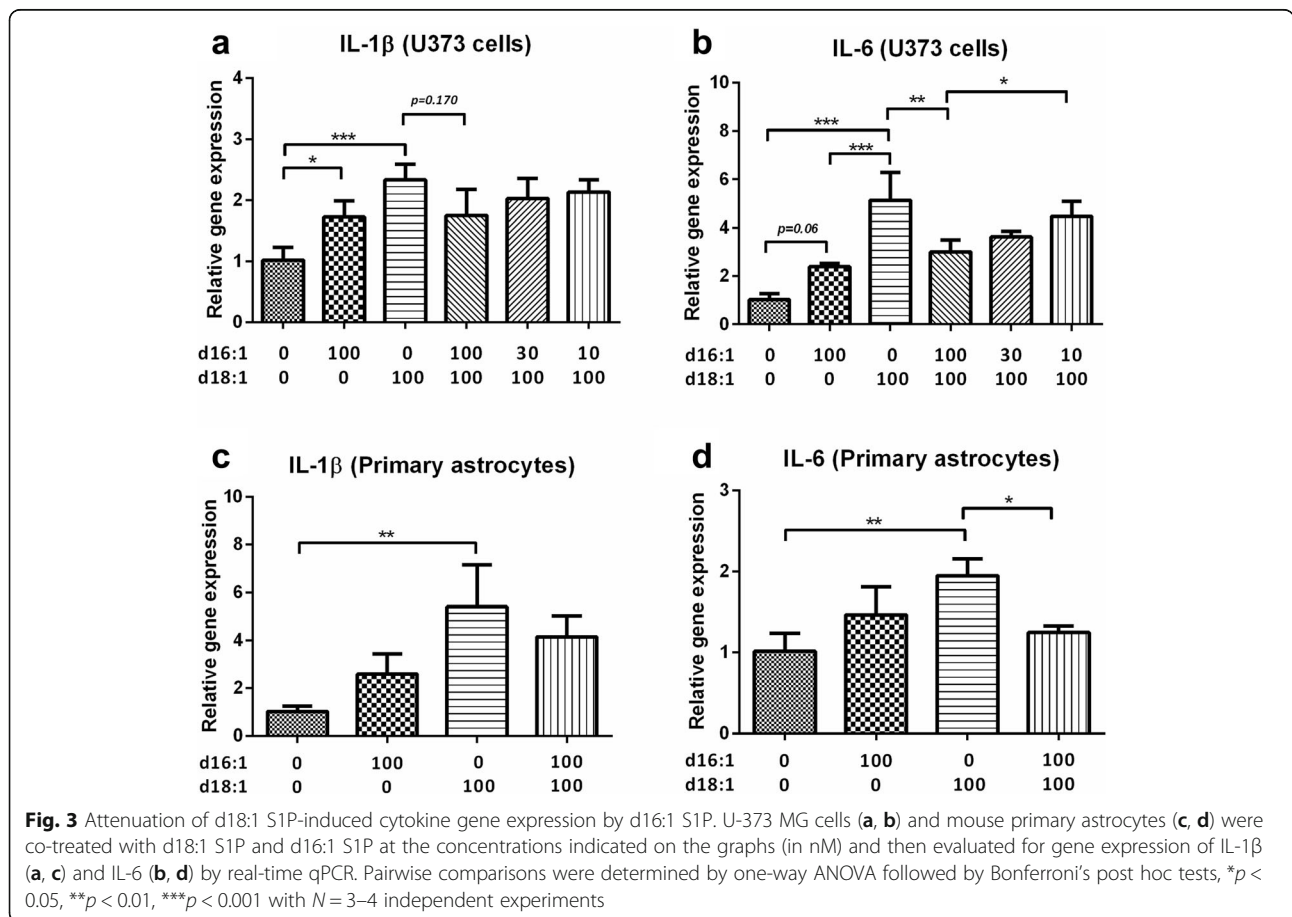 a
IL-1β (U373 cells)
Relative gene expression
4
3
2
1
0
*
***
p=0.170
d16:1 0 100 0 100 30 10
d18:1 0 0 100 100 100 100
b
IL-6 (U373 cells)
Relative gene expression
10
8
6
4
2
0
p=0.06
***
***
**
*
d16:1 0 100 0 100 30 10
d18:1 0 0 100 100 100 100
c
IL-1β (Primary astrocytes)
Relative gene expression
10
8
6
4
2
0
**
d16:1 0 100 0 100
d18:1 0 0 100 100
d
IL-6 (Primary astrocytes)
Relative gene expression
3
2
1
0
**
*
d16:1 0 100 0 100
d18:1 0 0 100 100
Fig. 3 Attenuation of d18:1 S1P-induced cytokine gene expression by d16:1 S1P. U-373 MG cells (a, b) and mouse primary astrocytes (c, d) were
co-treated with d18:1 S1P and d16:1 S1P at the concentrations indicated on the graphs (in nM) and then evaluated for gene expression of IL-1β
(a, c) and IL-6 (b, d) by real-time qPCR. Pairwise comparisons were determined by one-way ANOVA followed by Bonferroni's post hoc tests, *p <
0.05, **p < 0.01, ***p < 0.001 with N = 3–4 independent experiments